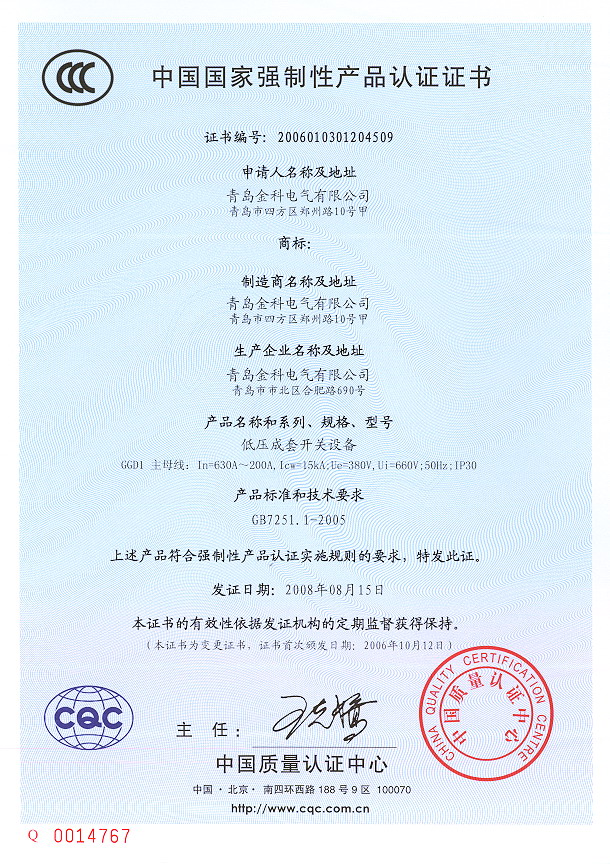 中国国家强制性产品认证证书
证书编号：2006010301204509
申请人名称及地址
青岛金科电气有限公司
青岛市四方区郑州路10号甲
商标：
制造商名称及地址
青岛金科电气有限公司
青岛市四方区郑州路10号甲
生产企业名称及地址
青岛金科电气有限公司
青岛市市北区合肥路690号
产品名称和系列、规格、型号
低压成套开关设备
GGD1 主母线：In=630A～200A,Icw=15kA;Ue=380V,Ui=660V;50Hz;IP30
产品标准和技术要求
GB7251.1-2005
上述产品符合强制性产品认证实施规则的要求，特发此证。
发证日期：2008年08月15日
本证书的有效性依据发证机构的定期监督获得保持。
（本证书为变更证书，证书首次颁发日期：2006年10月12日）
CHINA QUALITY CERTIFICATION CENTRE
中国质量认证中心
CQC
主 任：
中国质量认证中心
中国·北京·南四环西路188号9区 100070
http://www.cqc.com.cn
Q 0014767